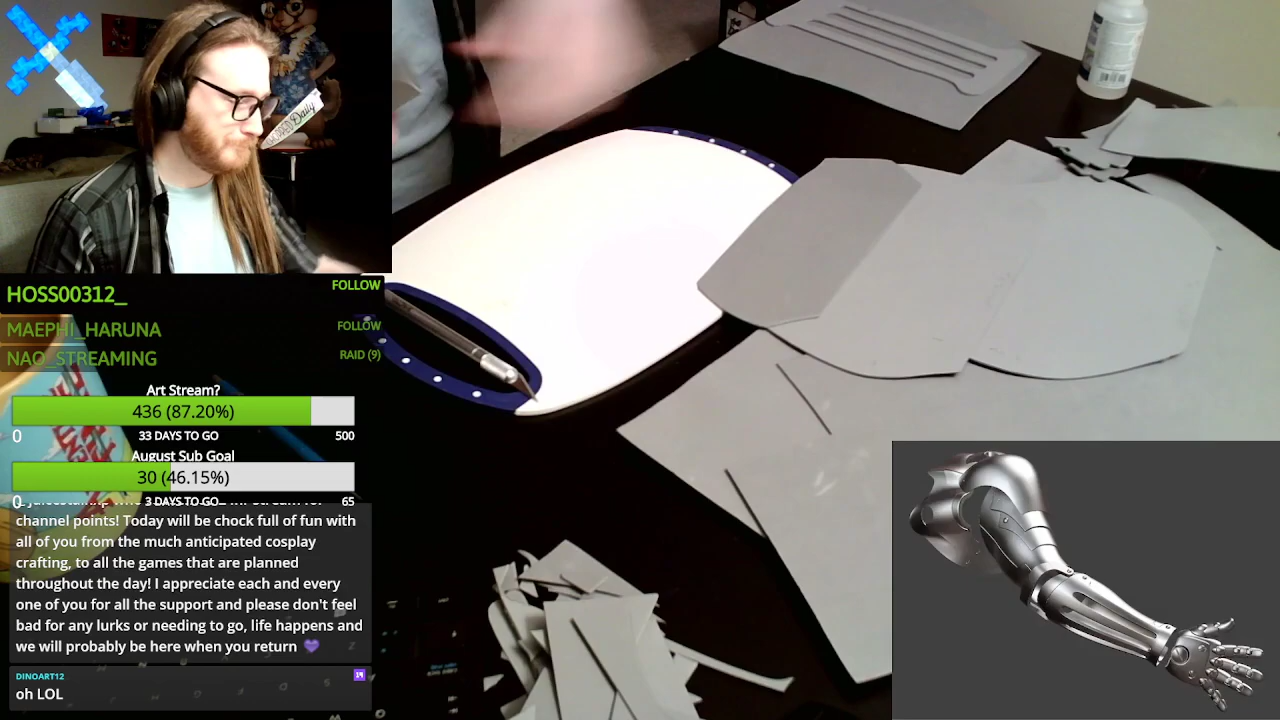 Daily
HOSS00312_
FOLLOW
MAEPHI_HARUNA
FOLLOW
NAO_STREAMING
RAID (9)
Art Stream?
436 (87.20%)
0
33 DAYS TO GO
500
August Sub Goal
30 (46.15%)
0
3 DAYS TO GO
65
channel points! Today will be chock full of fun with
all of you from the much anticipated cosplay
crafting, to all the games that are planned
throughout the day! I appreciate each and every
one of you for all the support and please don't feel
bad for any lurks or needing to go, life happens and
we will probably be here when you return 💜
DINOART12
oh LOL